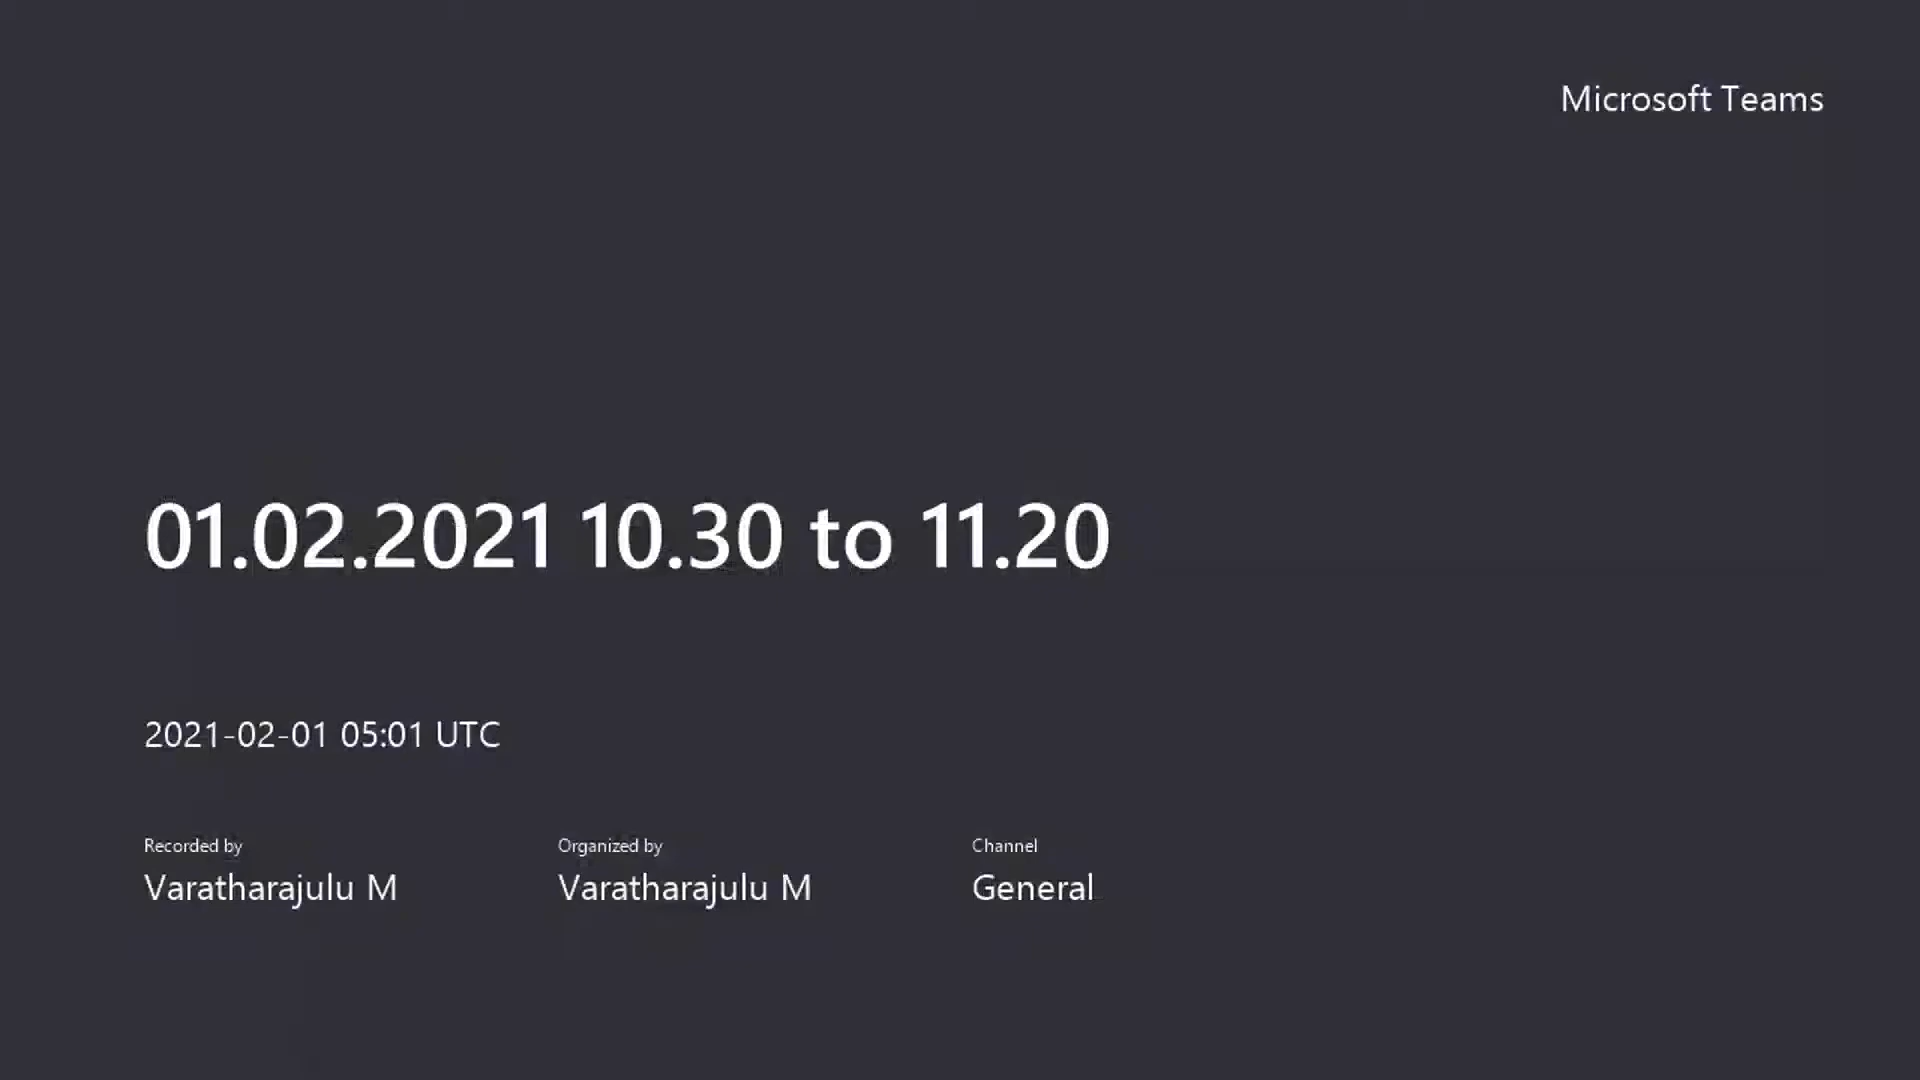 Microsoft Teams
01.02.2021 10.30 to 11.20
2021-02-01 05:01 UTC
Recorded by
Varatharajulu M
Organized by
Varatharajulu M
Channel
General